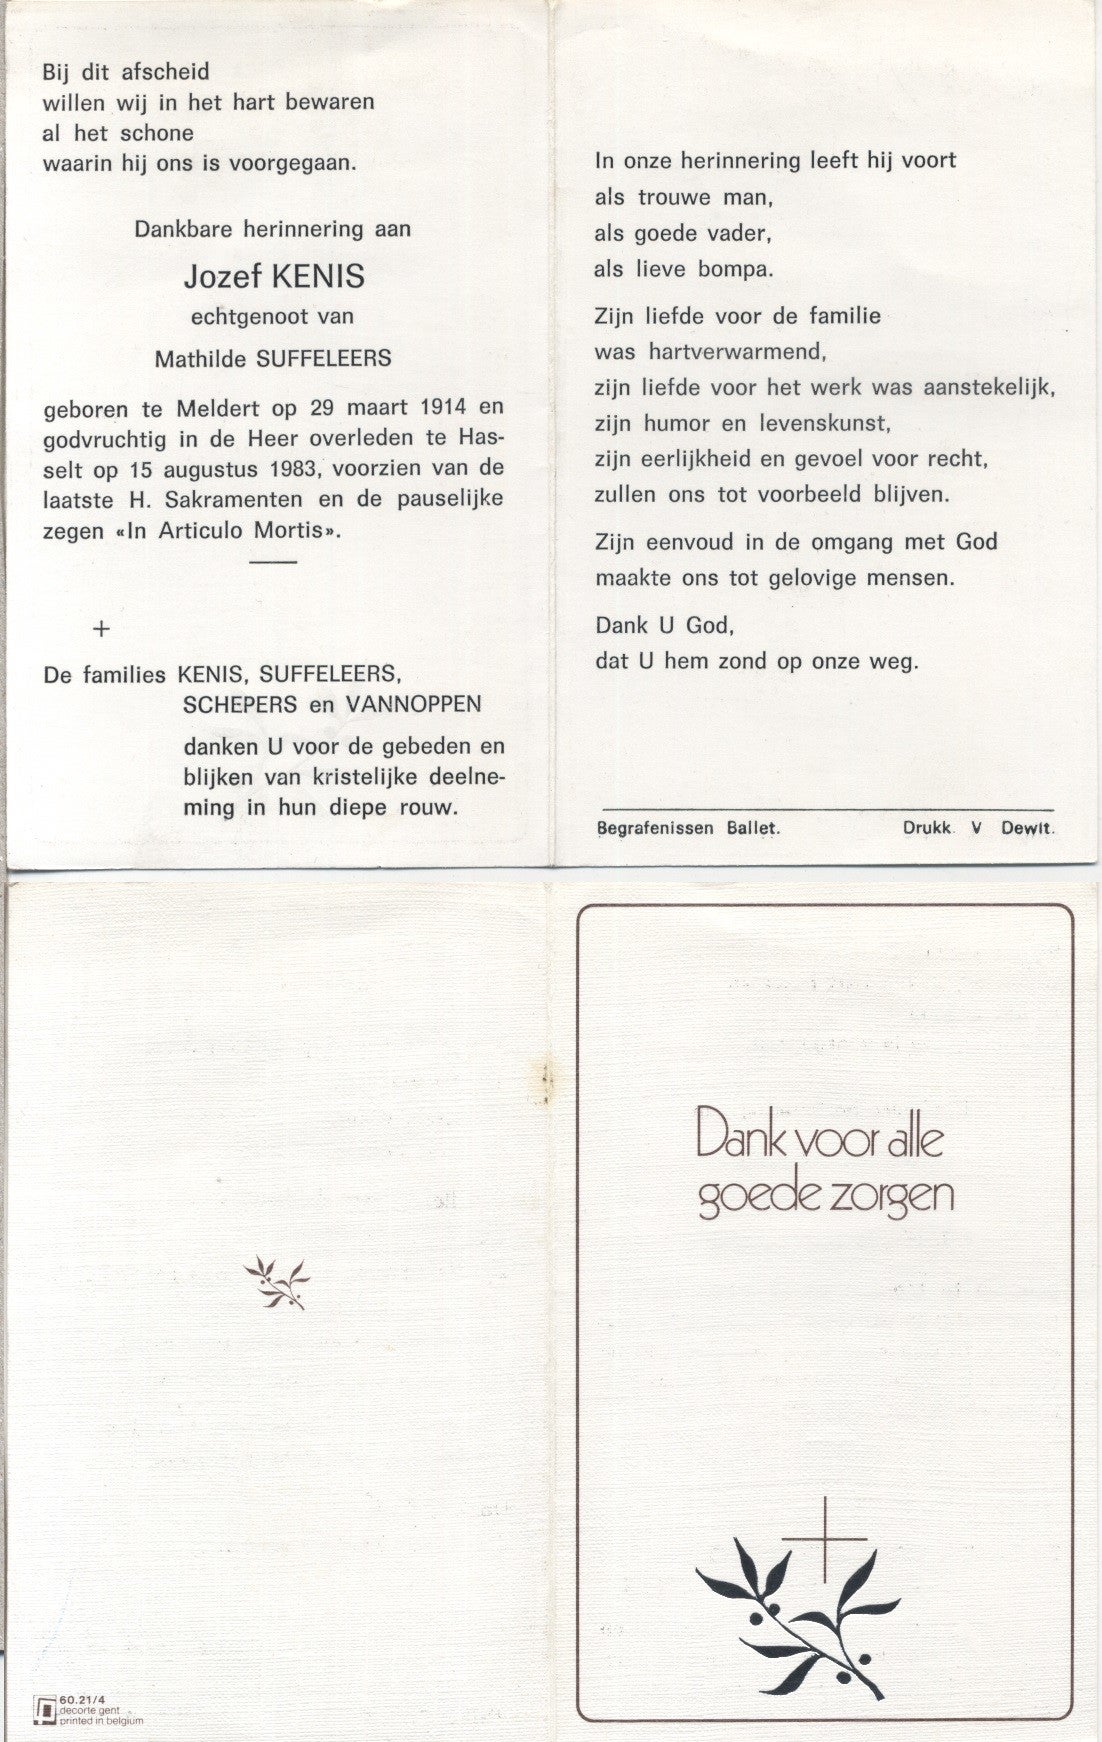 Bij dit afscheid
willen wij in het hart bewaren
al het schone
waarin hij ons is voorgegaan.
Dankbare herinnering aan
Jozef KENIS
echtgenoot van
Mathilde SUFFELEERS
geboren te Meldert op 29 maart 1914 en
godvruchtig in de Heer overleden te Has-
selt op 15 augustus 1983, voorzien van de
laatste H. Sakramenten en de pauselijke
zegen «In Articulo Mortis».
De families KENIS, SUFFELEERS,
SCHEPERS en VANNOPPEN
danken U voor de gebeden en
blijken van kristelijke deelne-
ming in hun diepe rouw.
In onze herinnering leeft hij voort
als trouwe man,
als goede vader,
als lieve bompa.
Zijn liefde voor de familie
was hartverwarmend,
zijn liefde voor het werk was aanstekelijk,
zijn humor en levenskunst,
zijn eerlijkheid en gevoel voor recht,
zullen ons tot voorbeeld blijven.
Zijn eenvoud in de omgang met God
maakte ons tot gelovige mensen.
Dank U God,
dat U hem zond op onze weg.
Begrafenissen Ballet. Drukk. V Dewit.
Dank voor alle
goede zorgen
60.21/4
decorte gent
printed in belgium